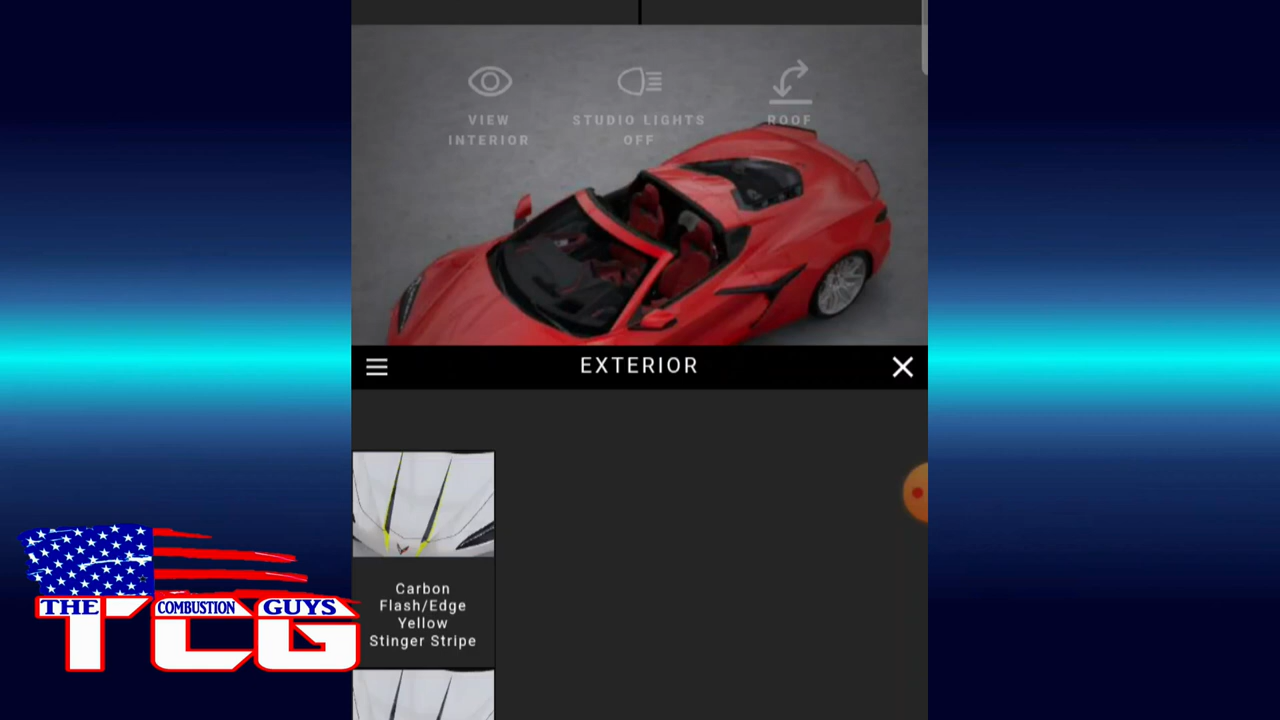 VIEW
INTERIOR
STUDIO LIGHTS
OFF
ROOF
EXTERIOR
Carbon
Flash/Edge
Yellow
Stinger Stripe
THE COMBUSTION GUYS
TCG